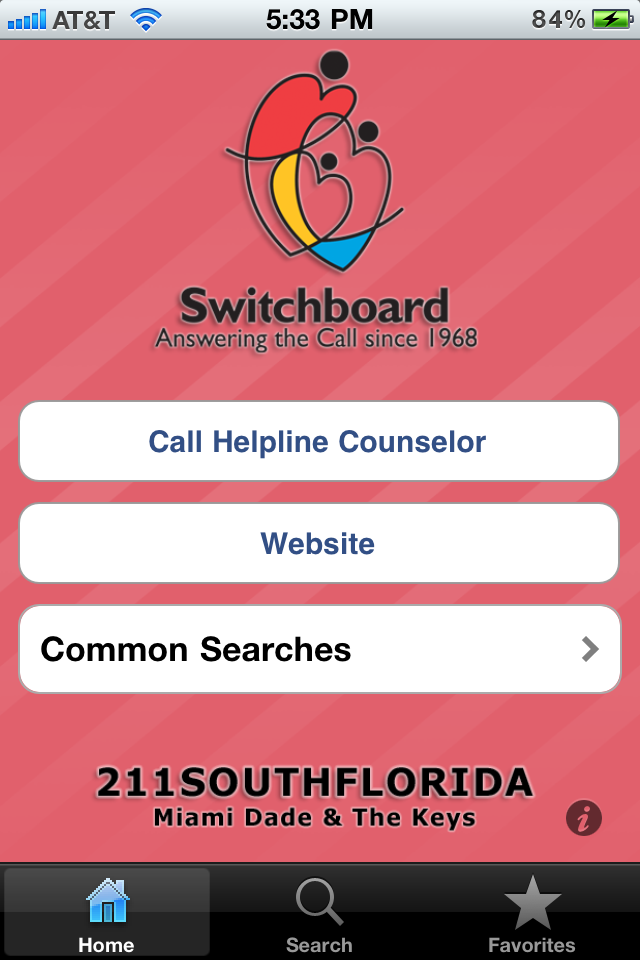 AT&T 5:33 PM 84%
Switchboard
Answering the Call since 1968
Call Helpline Counselor
Website
Common Searches
211SOUTHFLORIDA
Miami Dade & The Keys
i
Home Search Favorites